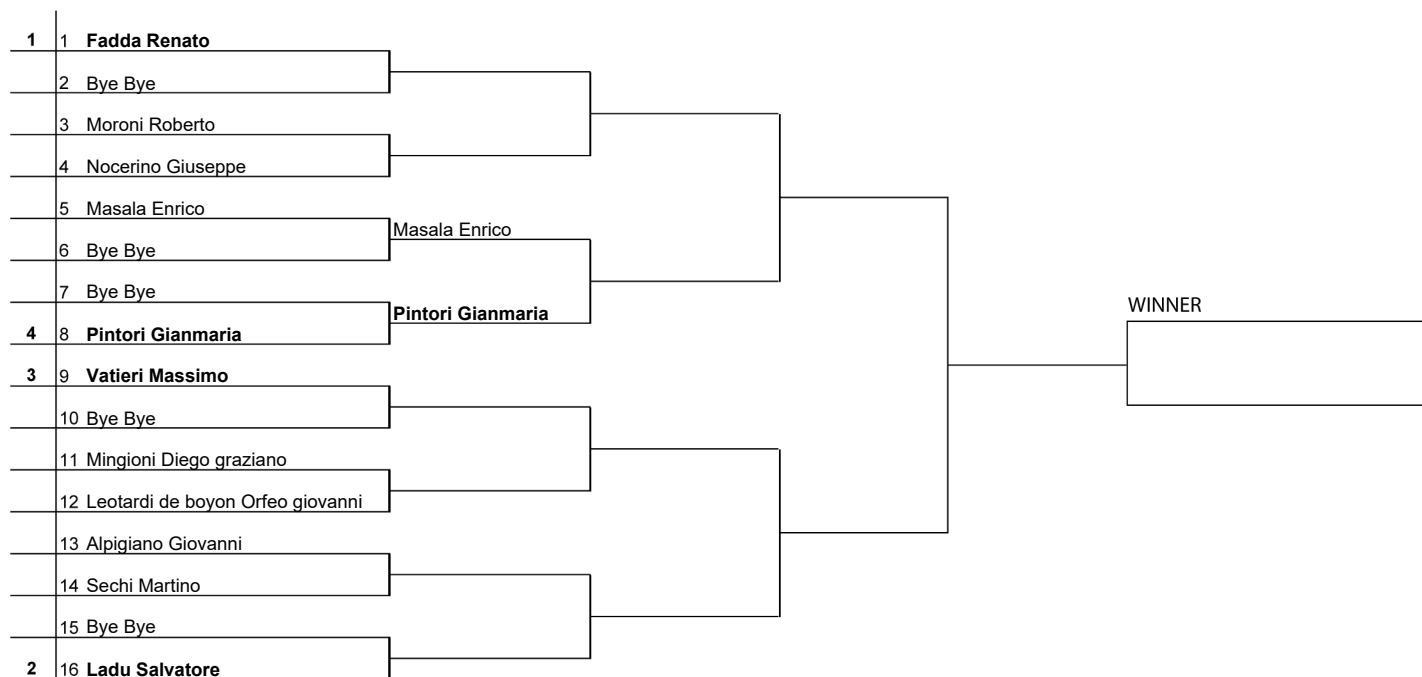 1 1 Fadda Renato
2 Bye Bye
3 Moroni Roberto
4 Nocerino Giuseppe
5 Masala Enrico
Masala Enrico
6 Bye Bye
7 Bye Bye
Pintori Gianmaria
WINNER
4 8 Pintori Gianmaria
3 9 Vatieri Massimo
10 Bye Bye
11 Mingioni Diego graziano
12 Leotardi de boyon Orfeo giovanni
13 Alpigiano Giovanni
14 Sechi Martino
15 Bye Bye
2 16 Ladu Salvatore